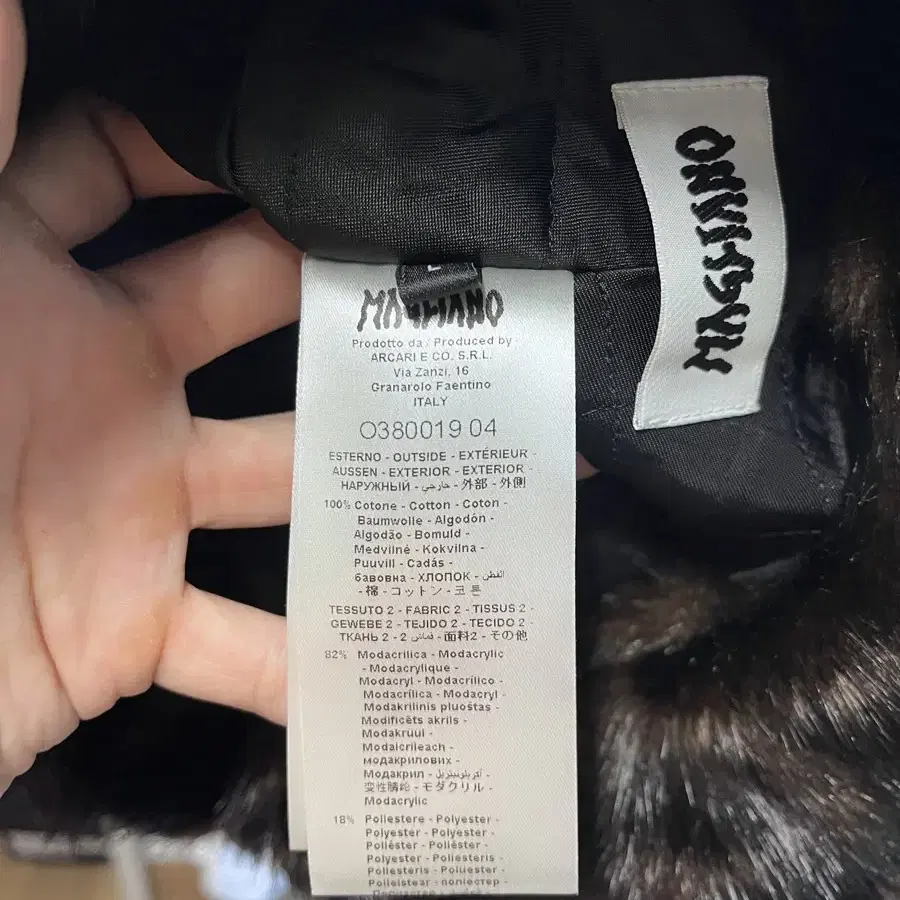 MAGLIANO
L
MAGLIANO
Prodotto da / Produced by
ARCARI E CO. S.R.L.
Via Zanzi, 16
Granarolo Faentino
ITALY
O380019 04
ESTERNO - OUTSIDE - EXTÉRIEUR -
AUSSEN - EXTERIOR - EXTERIOR -
НАРУЖНЫЙ - خارجي - 外部 - 外側
100% Cotone - Cotton - Coton -
Baumwolle - Algodón -
Algodão - Bomuld -
Medvilnė - Kokvilna -
Puuvill - Cadás -
бавовна - ХЛОПОК - القطن
- 棉 - コットン - 코튼
TESSUTO 2 - FABRIC 2 - TISSUS 2 -
GEWEBE 2 - TEJIDO 2 - TECIDO 2 -
ТКАНЬ 2 - 2 قماش - 面料2 - その他
82% Modacrilica - Modacrylic
- Modacrylique -
Modacryl - Modacrílico -
Modacrílica - Modacryl -
Modakrilinis pluoštas -
Modificēts akrils -
Modakrüül -
Modaicrileach -
модакрилових -
Модакрил - أكريلونيتريل -
变性腈纶 - モダクリル -
Modacrylic
18% Poliestere - Polyester -
Polyester - Polyester -
Poliéster - Poliéster -
Polyester - Poliesteris -
Poliesteris - Polüester -
Poileistear - поліестер -